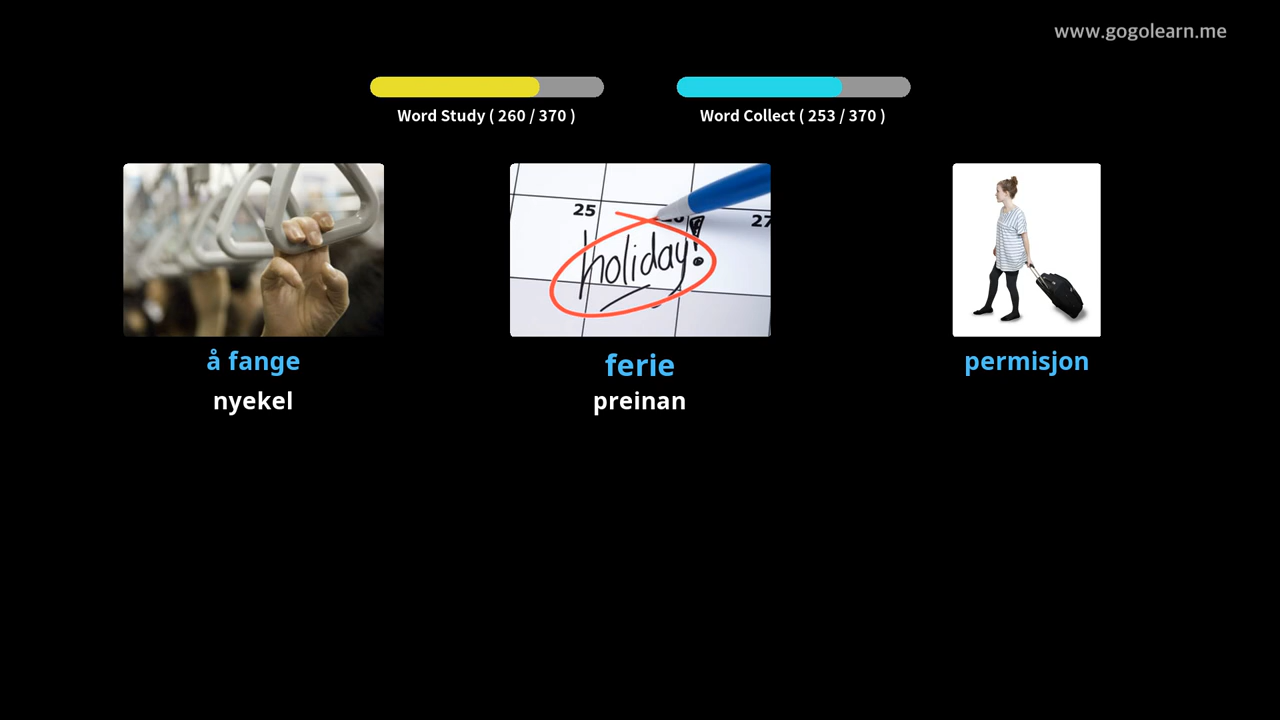 www.gogolearn.me
Word Study ( 260 / 370 )
Word Collect ( 253 / 370 )
25
27
holiday!
å fange
ferie
permisjon
nyekel
preinan